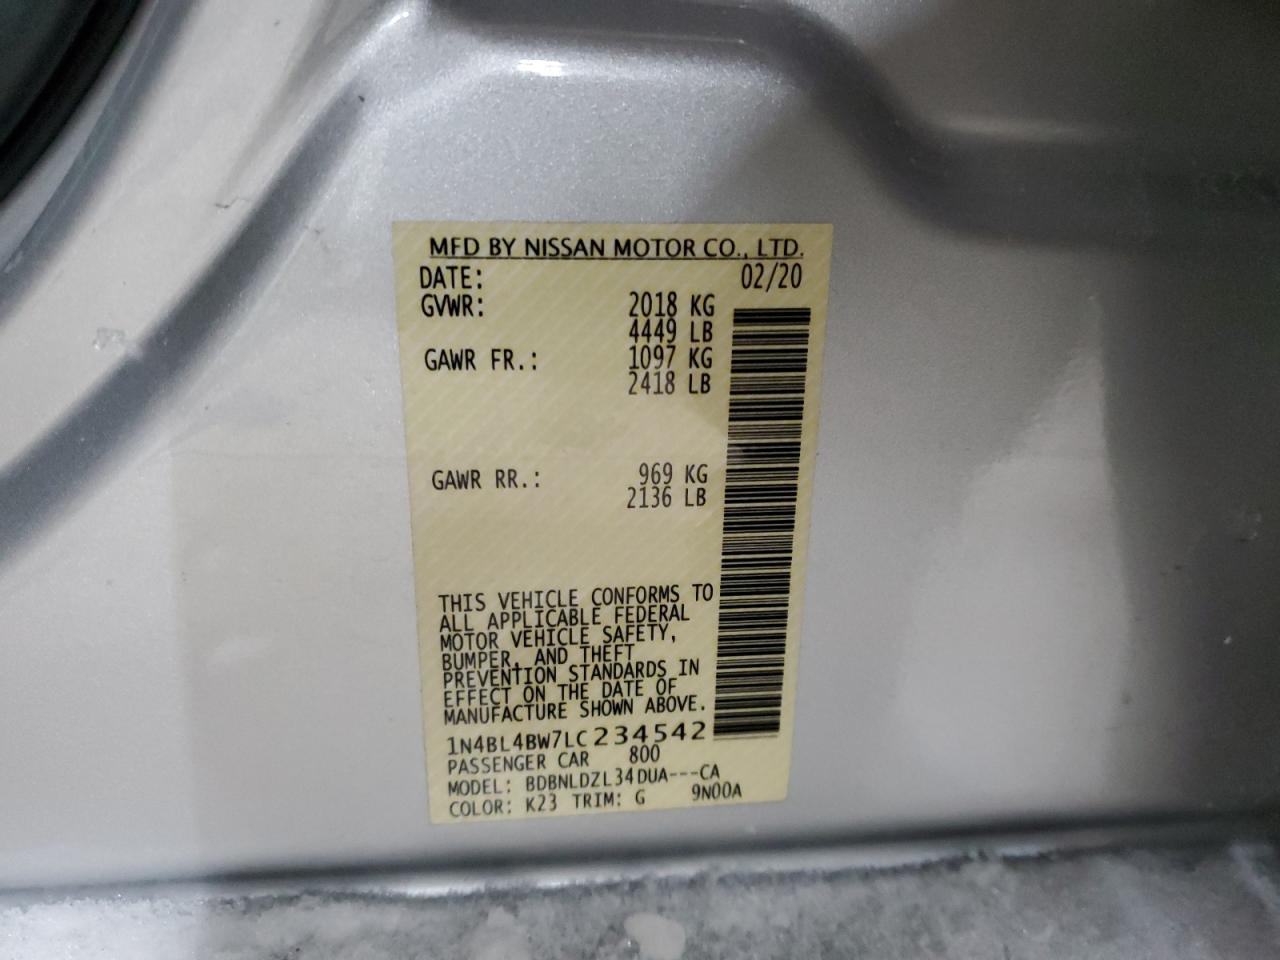 MFD BY NISSAN MOTOR CO., LTD.
DATE: 02/20
GVWR: 2018 KG
4449 LB
GAWR FR.: 1097 KG
2418 LB
GAWR RR.: 969 KG
2136 LB
THIS VEHICLE CONFORMS TO
ALL APPLICABLE FEDERAL
MOTOR VEHICLE SAFETY,
BUMPER, AND THEFT
PREVENTION STANDARDS IN
EFFECT ON THE DATE OF
MANUFACTURE SHOWN ABOVE.
1N4BL4BW7LC234542
PASSENGER CAR 800
MODEL: BDBNLDZL34DUA---CA
COLOR: K23 TRIM: G 9N00A